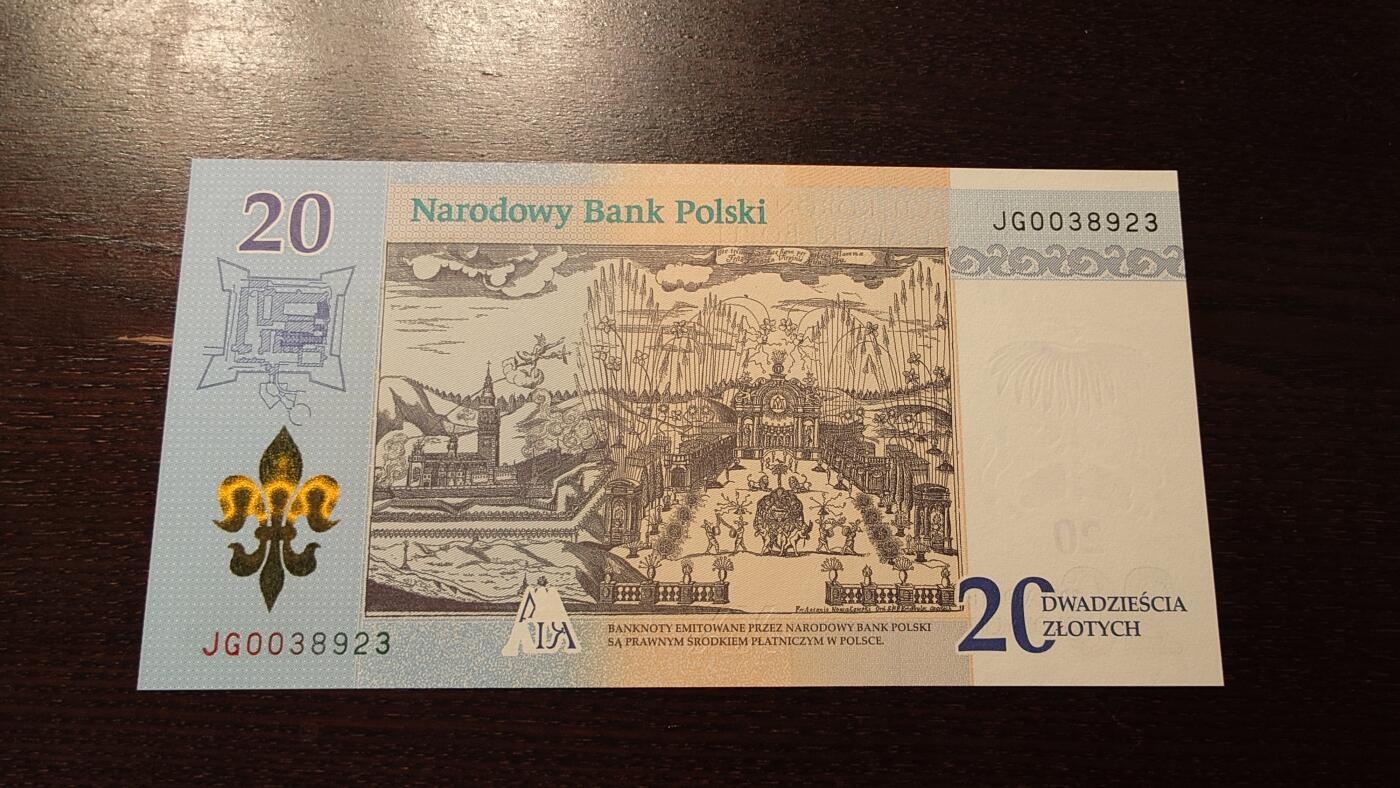 20
Narodowy Bank Polski
JG0038923
20
JG0038923
BANKNOTY EMITOWANE PRZEZ NARODOWY BANK POLSKI
SĄ PRAWNYM ŚRODKIEM PŁATNICZYM W POLSCE.
20 DWADZIEŚCIA
ZŁOTYCH